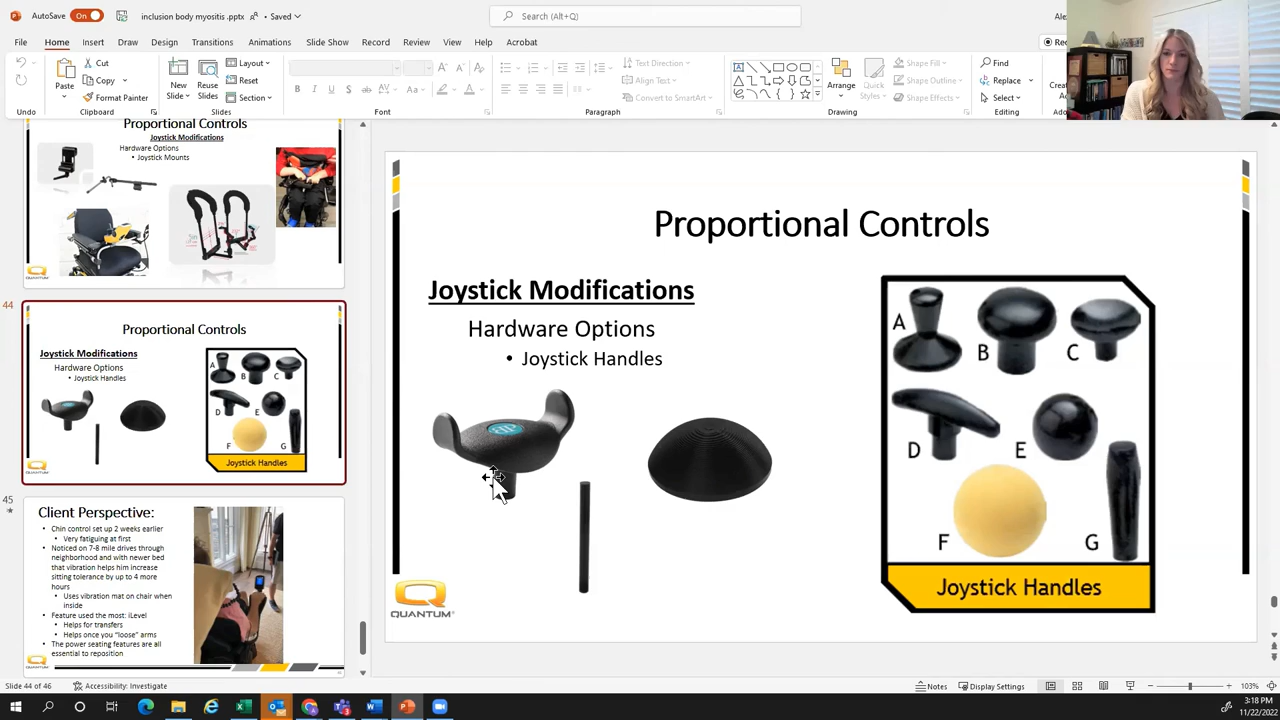 AutoSave
On
inclusion body myositis .pptx
Saved
Search (Alt+Q)
File
Home
Insert
Draw
Design
Transitions
Animations
Slide Show
Record
Review
View
Help
Acrobat
Paste
Cut
Copy
Format Painter
New
Slide
Reuse
Slides
Layout
Reset
Section
Text Direction
Align Text
Convert to SmartArt
Arrange
Quick
Styles
Shape Fill
Shape Outline
Shape Effects
Find
Replace
Select
Undo
Clipboard
Slides
Font
Paragraph
Drawing
Editing
Proportional Controls
Joystick Modifications
Hardware Options
• Joystick Mounts
QUANTUM
44
Proportional Controls
Joystick Modifications
Hardware Options
• Joystick Handles
A
B
C
D
E
F
G
Joystick Handles
QUANTUM
45
Client Perspective:
• Chin control set up 2 weeks earlier
• Very fatiguing at first
• Noticed on 7-8 mile drives through
neighborhood and with newer bed
that vibration helps him increase
sitting tolerance by up to 4 more
hours
• Uses vibration mat on chair when
inside
• Feature used the most: iLevel
• Helps for transfers
• Helps once you "loose" arms
• The power seating features are all
essential to reposition
QUANTUM
Proportional Controls
Joystick Modifications
Hardware Options
• Joystick Handles
A
B
C
D
E
F
G
Joystick Handles
QUANTUM
Slide 44 of 46
Accessibility: Investigate
Notes
Display Settings
103%
3:18 PM
11/22/2022